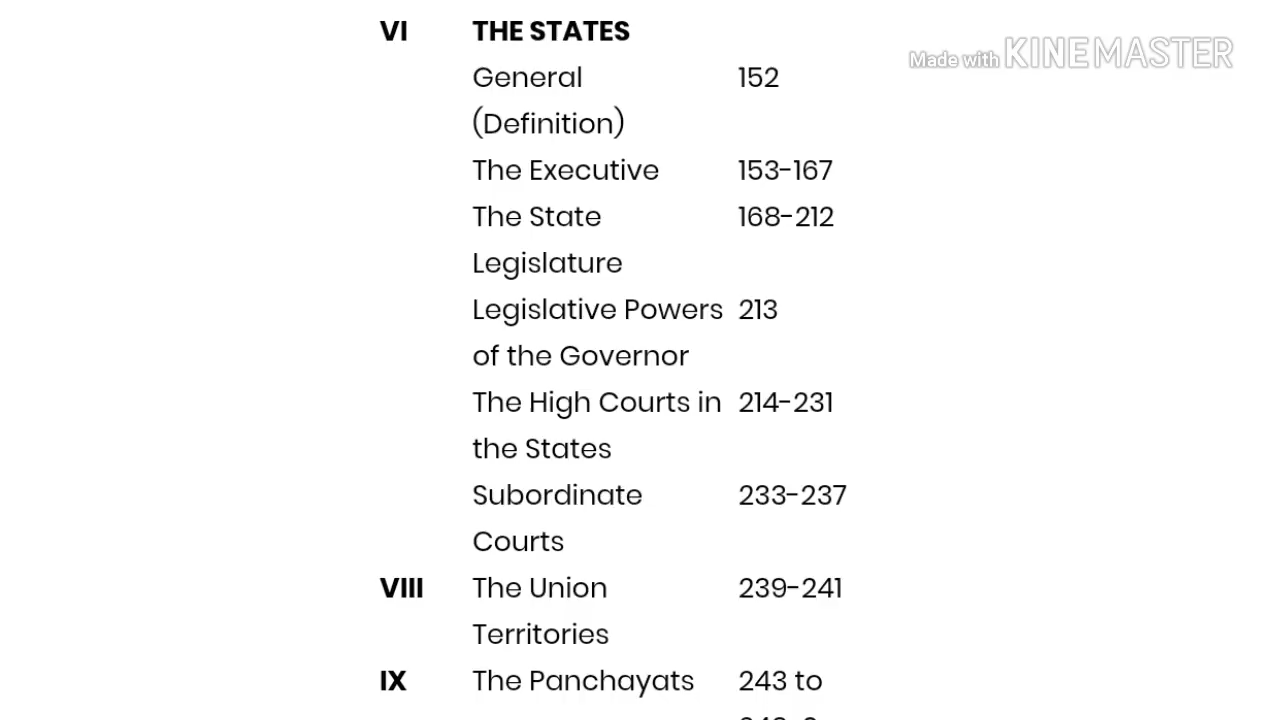 VI THE STATES
Made with KINEMASTER
General 152
(Definition)
The Executive 153-167
The State 168-212
Legislature
Legislative Powers 213
of the Governor
The High Courts in 214-231
the States
Subordinate 233-237
Courts
VIII The Union 239-241
Territories
IX The Panchayats 243 to